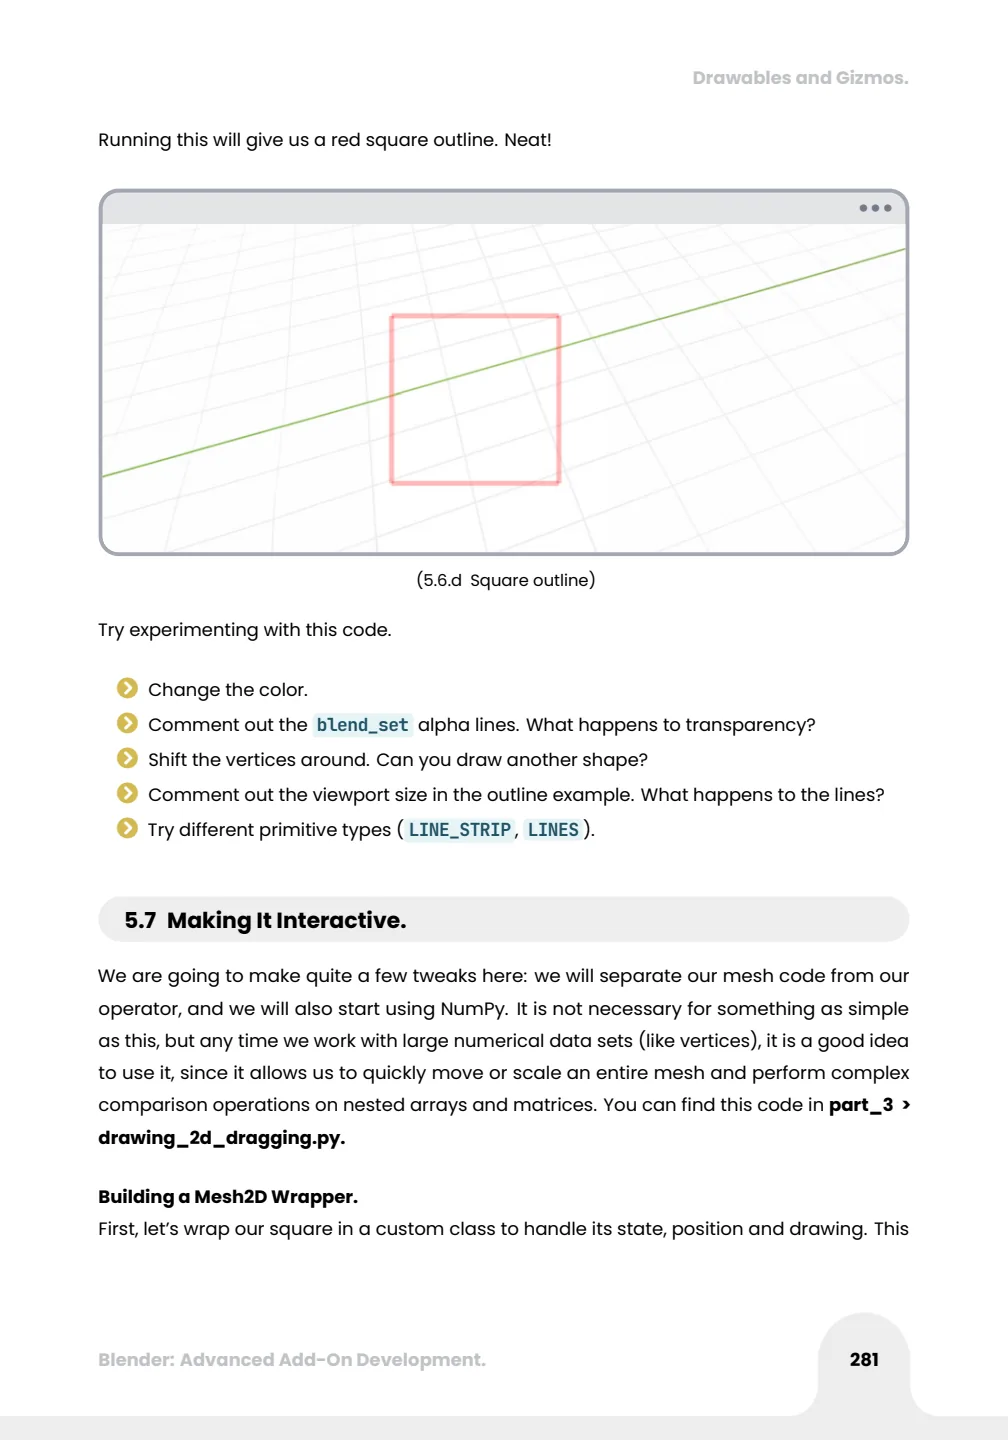 Drawables and Gizmos.
Running this will give us a red square outline. Neat!
(5.6.d Square outline)
Try experimenting with this code.
Change the color.
Comment out the blend_set alpha lines. What happens to transparency?
Shift the vertices around. Can you draw another shape?
Comment out the viewport size in the outline example. What happens to the lines?
Try different primitive types ( LINE_STRIP , LINES ).
5.7 Making It Interactive.
We are going to make quite a few tweaks here: we will separate our mesh code from our
operator, and we will also start using NumPy. It is not necessary for something as simple
as this, but any time we work with large numerical data sets (like vertices), it is a good idea
to use it, since it allows us to quickly move or scale an entire mesh and perform complex
comparison operations on nested arrays and matrices. You can find this code in part_3 >
drawing_2d_dragging.py.
Building a Mesh2D Wrapper.
First, let's wrap our square in a custom class to handle its state, position and drawing. This
Blender: Advanced Add-On Development.
281